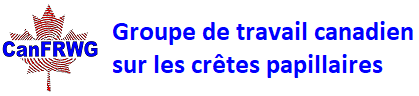 CanFRWG
Groupe de travail canadien
sur les crêtes papillaires